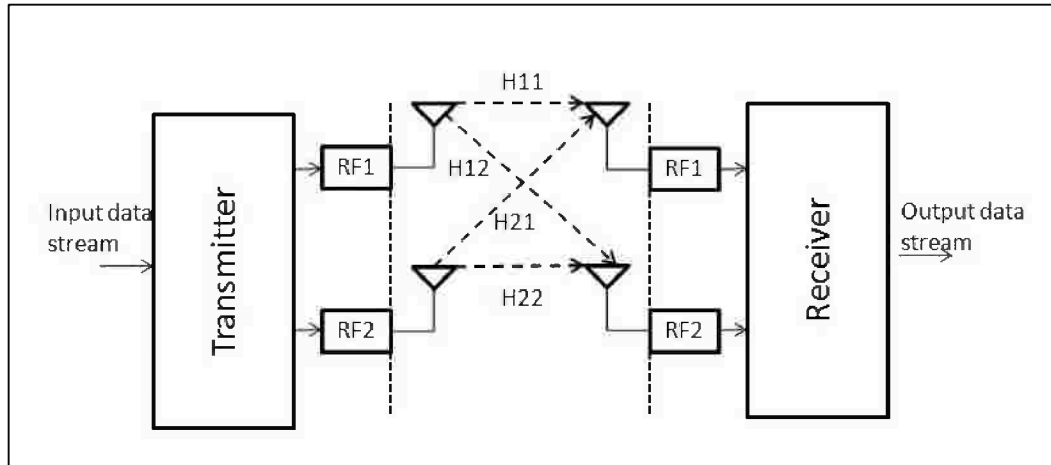 H11
RF1
RF1
H12
Input data
stream
Transmitter
H21
Receiver
Output data
stream
H22
RF2
RF2